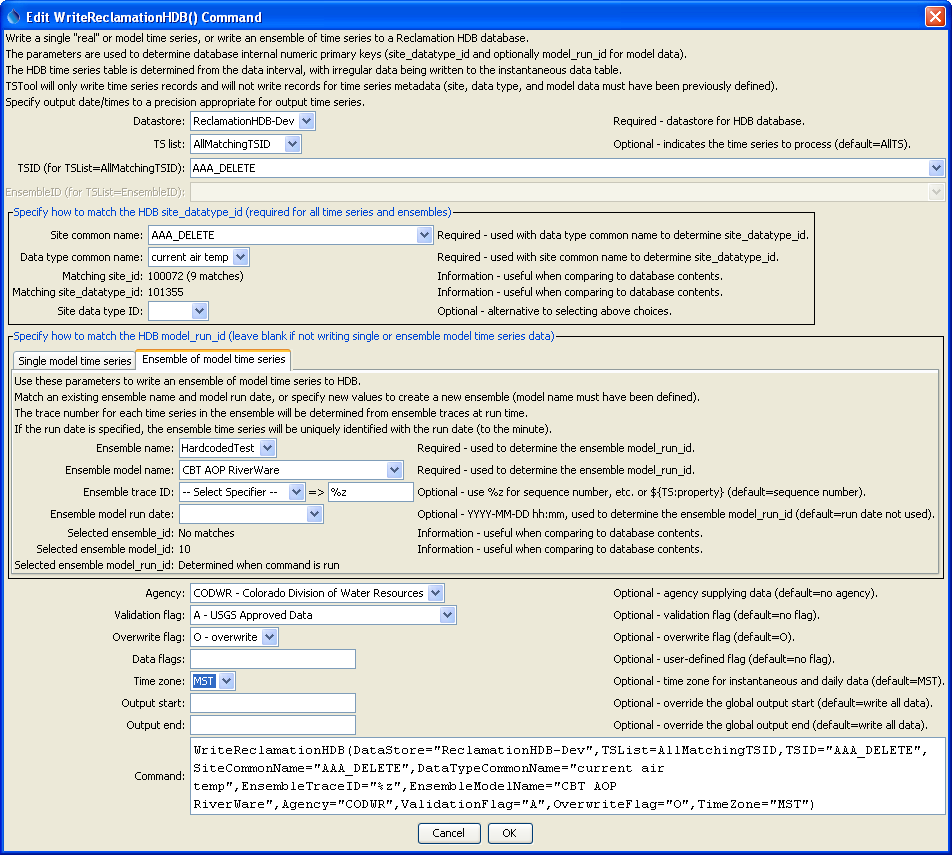 Edit WriteReclamationHDB() Command
Write a single "real" or model time series, or write an ensemble of time series to a Reclamation HDB database.
The parameters are used to determine database internal numeric primary keys (site_datatype_id and optionally model_run_id for model data).
The HDB time series table is determined from the data interval, with irregular data being written to the instantaneous data table.
TSTool will only write time series records and will not write records for time series metadata (site, data type, and model data must have been previously defined).
Specify output date/times to a precision appropriate for output time series.
Datastore: ReclamationHDB-Dev Required - datastore for HDB database.
TS list: AllMatchingTSID Optional - indicates the time series to process (default=AllTS).
TSID (for TSList=AllMatchingTSID): AAA_DELETE
EnsembleID (for TSList=EnsembleID):
Specify how to match the HDB site_datatype_id (required for all time series and ensembles)
Site common name: AAA_DELETE Required - used with data type common name to determine site_datatype_id.
Data type common name: current air temp Required - used with site common name to determine site_datatype_id.
Matching site_id: 100072 (9 matches) Information - useful when comparing to database contents.
Matching site_datatype_id: 101355 Information - useful when comparing to database contents.
Site data type ID: Optional - alternative to selecting above choices.
Specify how to match the HDB model_run_id (leave blank if not writing single or ensemble model time series data)
Single model time series Ensemble of model time series
Use these parameters to write an ensemble of model time series to HDB.
Match an existing ensemble name and model run date, or specify new values to create a new ensemble (model name must have been defined).
The trace number for each time series in the ensemble will be determined from ensemble traces at run time.
If the run date is specified, the ensemble time series will be uniquely identified with the run date (to the minute).
Ensemble name: HardcodedTest Required - used to determine the ensemble model_run_id.
Ensemble model name: CBT AOP RiverWare Required - used to determine the ensemble model_run_id.
Ensemble trace ID: -- Select Specifier -- => %z Optional - use %z for sequence number, etc. or ${TS:property} (default=sequence number).
Ensemble model run date: Optional - YYYY-MM-DD hh:mm, used to determine the ensemble model_run_id (default=run date not used).
Selected ensemble_id: No matches Information - useful when comparing to database contents.
Selected ensemble model_id: 10 Information - useful when comparing to database contents.
Selected ensemble model_run_id: Determined when command is run
Agency: CODWR - Colorado Division of Water Resources Optional - agency supplying data (default=no agency).
Validation flag: A - USGS Approved Data Optional - validation flag (default=no flag).
Overwrite flag: O - overwrite Optional - overwrite flag (default=O).
Data flags: Optional - user-defined flag (default=no flag).
Time zone: MST Optional - time zone for instantaneous and daily data (default=MST).
Output start: Optional - override the global output start (default=write all data).
Output end: Optional - override the global output end (default=write all data).
Command: WriteReclamationHDB(DataStore="ReclamationHDB-Dev",TSList=AllMatchingTSID,TSID="AAA_DELETE",
SiteCommonName="AAA_DELETE",DataTypeCommonName="current air
temp",EnsembleTraceID="%z",EnsembleModelName="CBT AOP
RiverWare",Agency="CODWR",ValidationFlag="A",OverwriteFlag="O",TimeZone="MST")
Cancel OK